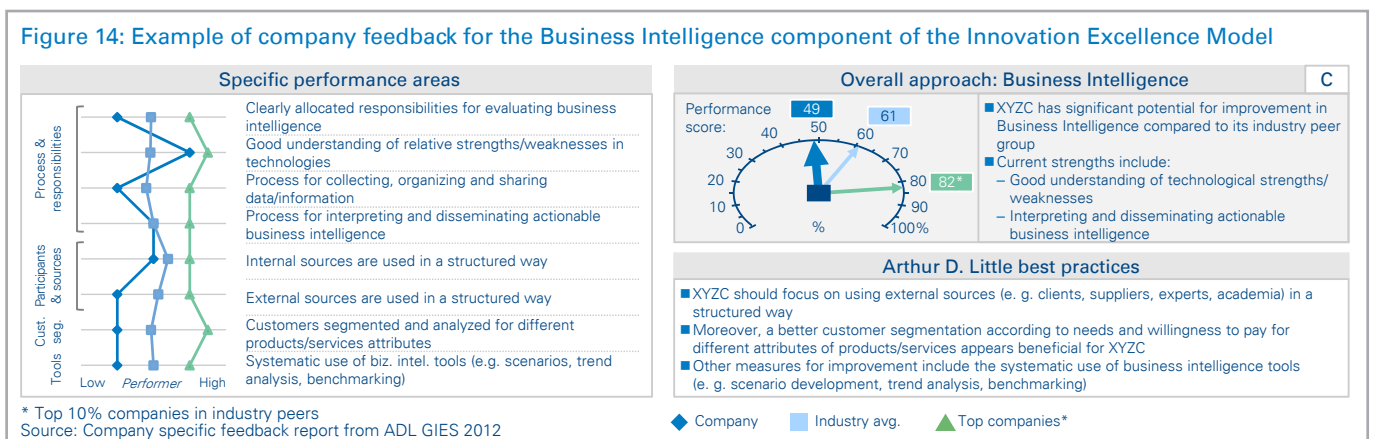 Figure 14: Example of company feedback for the Business Intelligence component of the Innovation Excellence Model
Specific performance areas
Process &
responsibilities
Participants
& sources
Cust.
seg.
Tools
Clearly allocated responsibilities for evaluating business
intelligence
Good understanding of relative strengths/weaknesses in
technologies
Process for collecting, organizing and sharing
data/information
Process for interpreting and disseminating actionable
business intelligence
Internal sources are used in a structured way
External sources are used in a structured way
Customers segmented and analyzed for different
products/services attributes
Systematic use of biz. intel. tools (e.g. scenarios, trend
analysis, benchmarking)
Low Performer High
Overall approach: Business Intelligence
C
Performance
score:
49
61
82*
0
10
20
30
40
50
60
70
80
90
100%
%
■ XYZC has significant potential for improvement in
Business Intelligence compared to its industry peer
group
■ Current strengths include:
– Good understanding of technological strengths/
weaknesses
– Interpreting and disseminating actionable
business intelligence
Arthur D. Little best practices
■ XYZC should focus on using external sources (e. g. clients, suppliers, experts, academia) in a
structured way
■ Moreover, a better customer segmentation according to needs and willingness to pay for
different attributes of products/services appears beneficial for XYZC
■ Other measures for improvement include the systematic use of business intelligence tools
(e. g. scenario development, trend analysis, benchmarking)
* Top 10% companies in industry peers
Source: Company specific feedback report from ADL GIES 2012
Company
Industry avg.
Top companies*